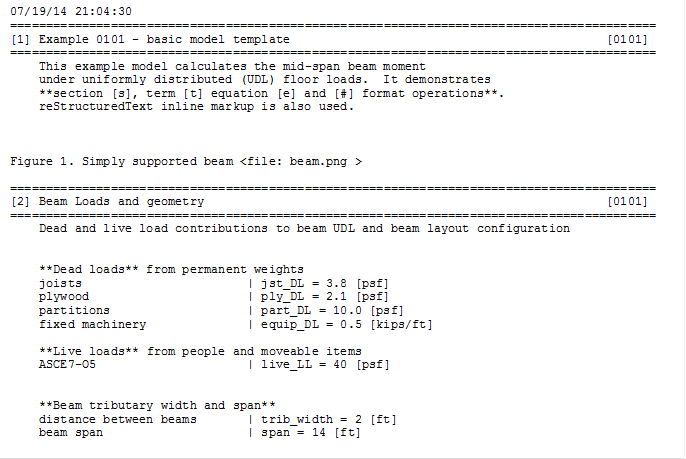 07/19/14 21:04:30
==========================================================================================
[1] Example 0101 - basic model template [0101]
==========================================================================================
This example model calculates the mid-span beam moment
under uniformly distributed (UDL) floor loads.  It demonstrates
**section [s], term [t] equation [e] and [#] format operations**.
reStructuredText inline markup is also used.
Figure 1. Simply supported beam <file: beam.png >
==========================================================================================
[2] Beam Loads and geometry [0101]
==========================================================================================
Dead and live load contributions to beam UDL and beam layout configuration
**Dead loads** from permanent weights
joists | jst_DL = 3.8 [psf]
plywood | ply_DL = 2.1 [psf]
partitions | part_DL = 10.0 [psf]
fixed machinery | equip_DL = 0.5 [kips/ft]
**Live loads** from people and moveable items
ASCE7-05 | live_LL = 40 [psf]
**Beam tributary width and span**
distance between beams | trib_width = 2 [ft]
beam span | span = 14 [ft]